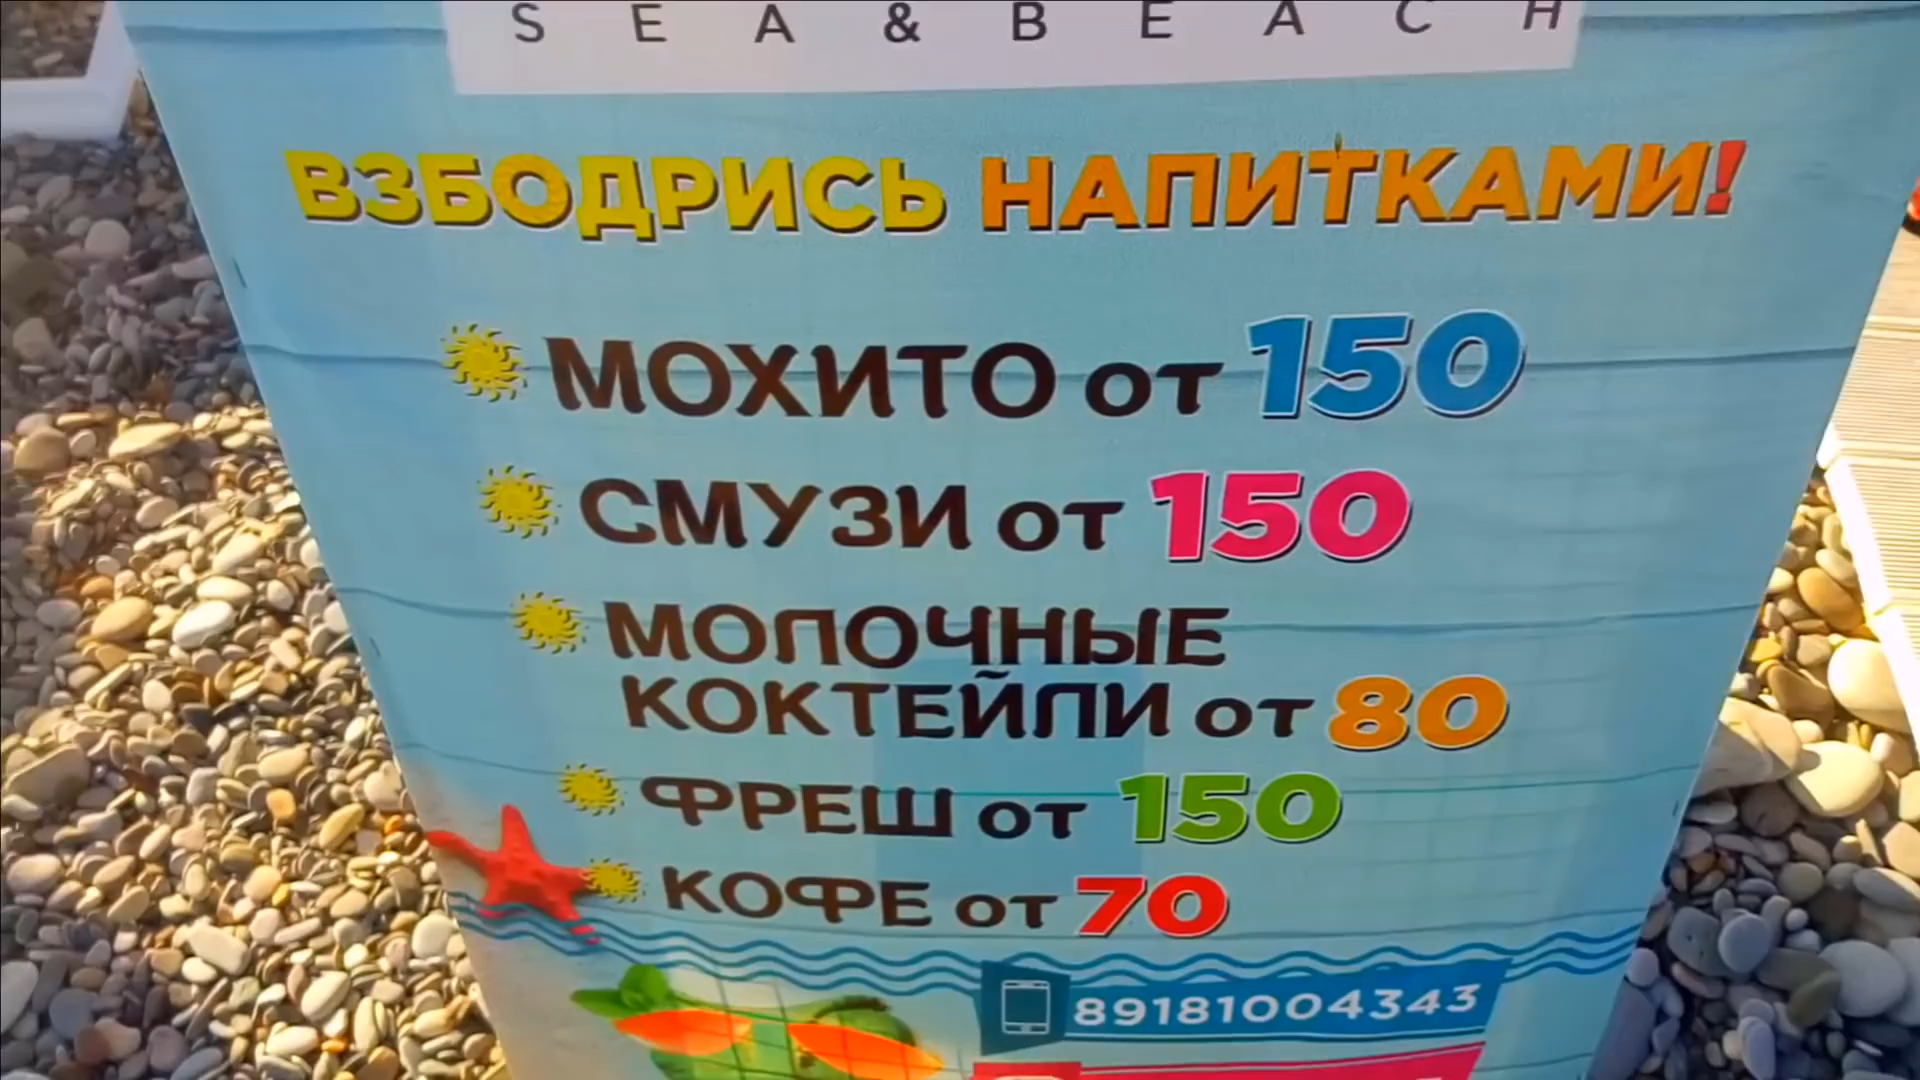 SEA&BEACH
ВЗБОДРИСЬ НАПИТКАМИ!
МОХИТО от 150
СМУЗИ от 150
МОЛОЧНЫЕ
КОКТЕЙЛИ от 80
ФРЕШ от 150
КОФЕ от 70
89181004343